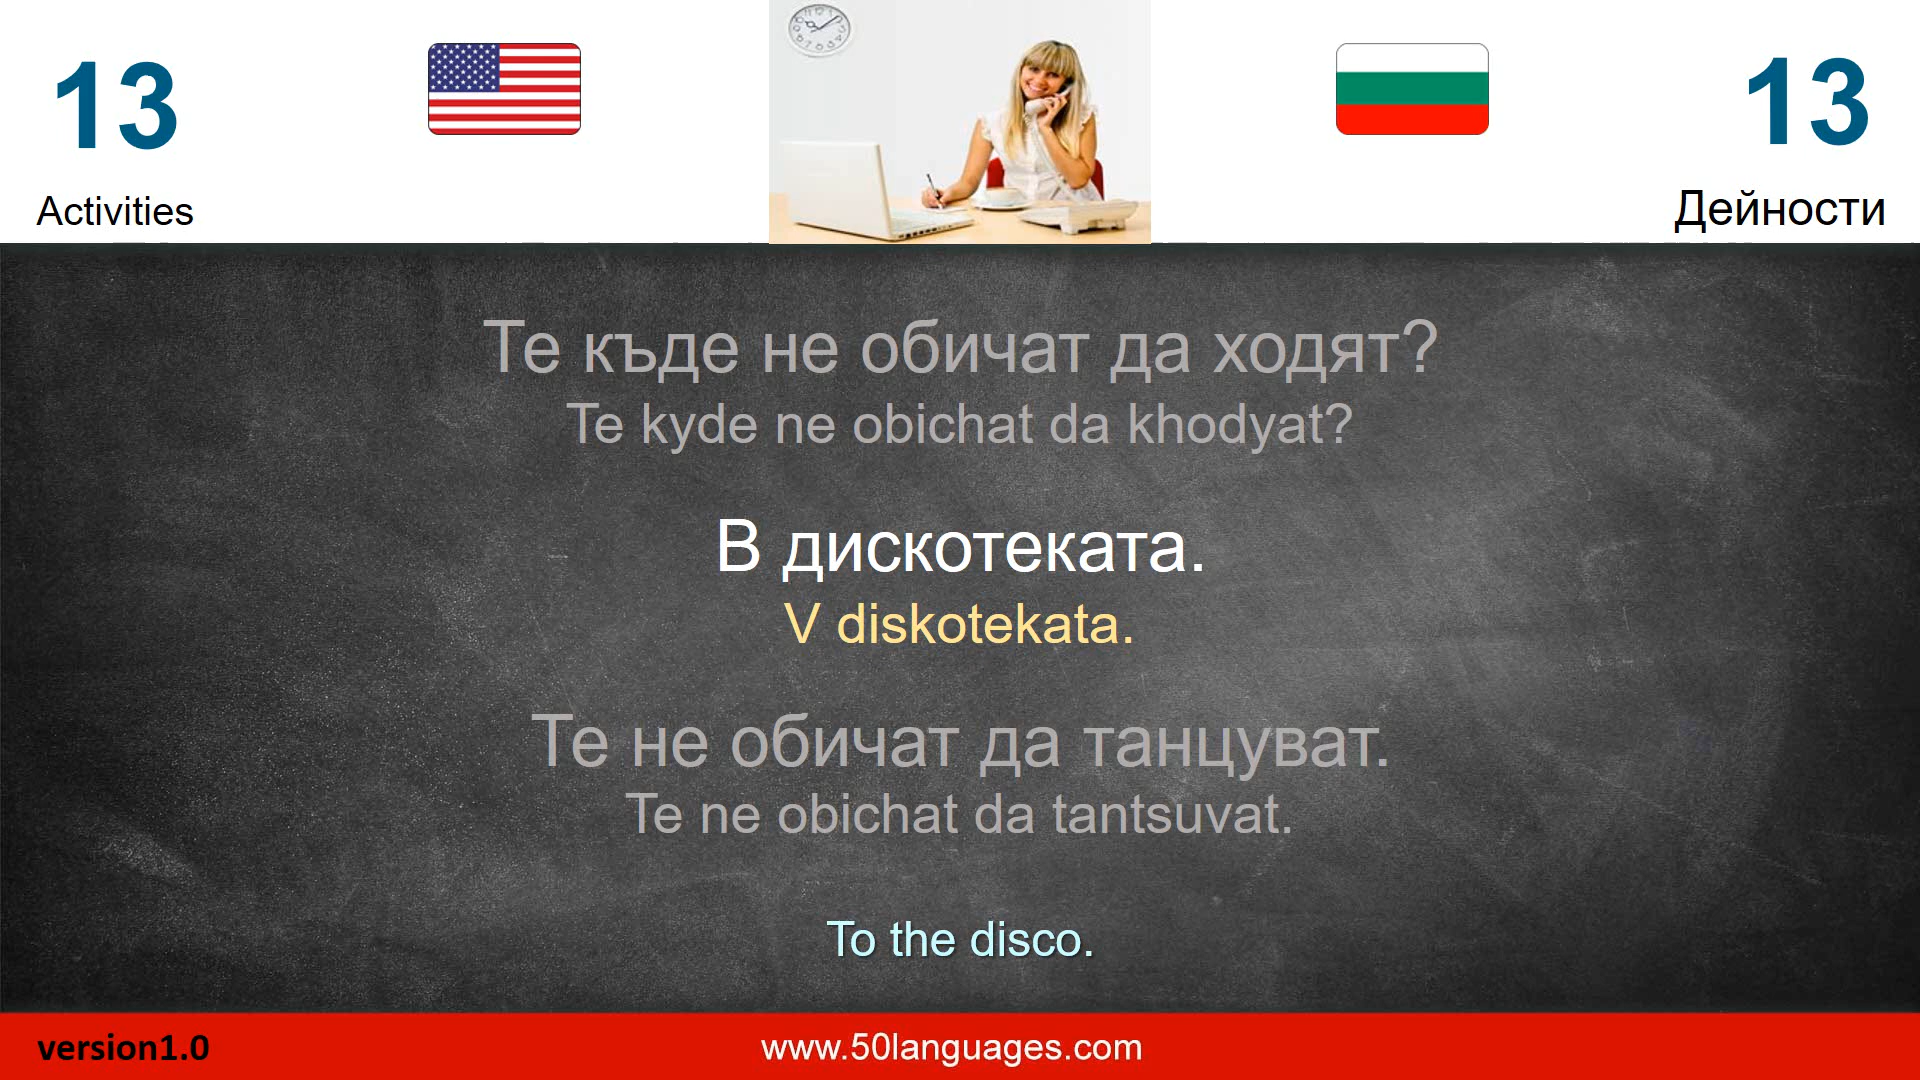 13
13
Activities
Дейности
Те къде не обичат да ходят?
Te kyde ne obichat da khodyat?
В дискотеката.
V diskotekata.
Те не обичат да танцуват.
Te ne obichat da tantsuvat.
To the disco.
version1.0
www.50languages.com